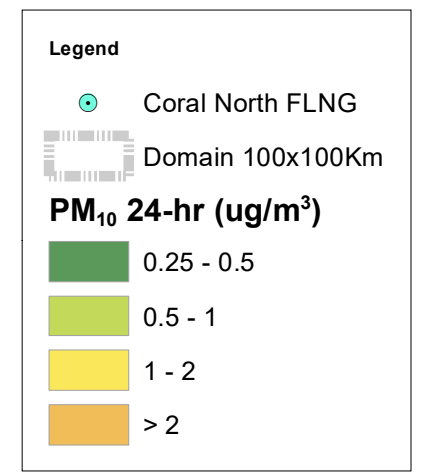 Legend
Coral North FLNG
Domain 100x100Km
PM₁₀ 24-hr (ug/m³)
0.25 - 0.5
0.5 - 1
1 - 2
> 2